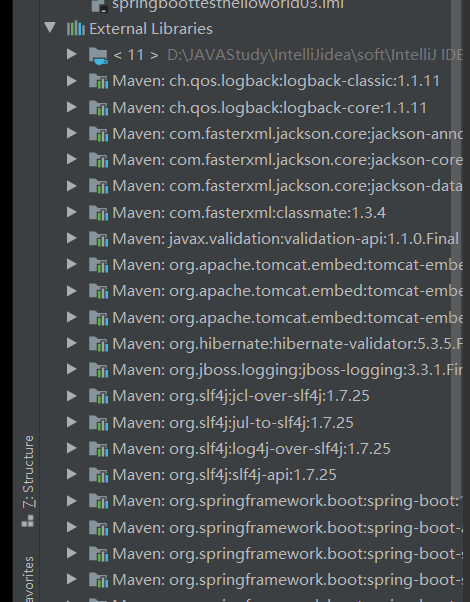 springboottesthelloworld03.iml
External Libraries
< 11 > D:\JAVAStudy\IntelliJidea\soft\IntelliJ IDE
Maven: ch.qos.logback:logback-classic:1.1.11
Maven: ch.qos.logback:logback-core:1.1.11
Maven: com.fasterxml.jackson.core:jackson-anno
Maven: com.fasterxml.jackson.core:jackson-core
Maven: com.fasterxml.jackson.core:jackson-data
Maven: com.fasterxml:classmate:1.3.4
Maven: javax.validation:validation-api:1.1.0.Final
Maven: org.apache.tomcat.embed:tomcat-embe
Maven: org.apache.tomcat.embed:tomcat-embe
Maven: org.apache.tomcat.embed:tomcat-embe
Maven: org.hibernate:hibernate-validator:5.3.5.F
Maven: org.jboss.logging:jboss-logging:3.3.1.Fin
Maven: org.slf4j:jcl-over-slf4j:1.7.25
Maven: org.slf4j:jul-to-slf4j:1.7.25
Maven: org.slf4j:log4j-over-slf4j:1.7.25
Maven: org.slf4j:slf4j-api:1.7.25
Maven: org.springframework.boot:spring-boot:1
Maven: org.springframework.boot:spring-boot-a
Maven: org.springframework.boot:spring-boot-s
Maven: org.springframework.boot:spring-boot-s
Z: Structure
avorites